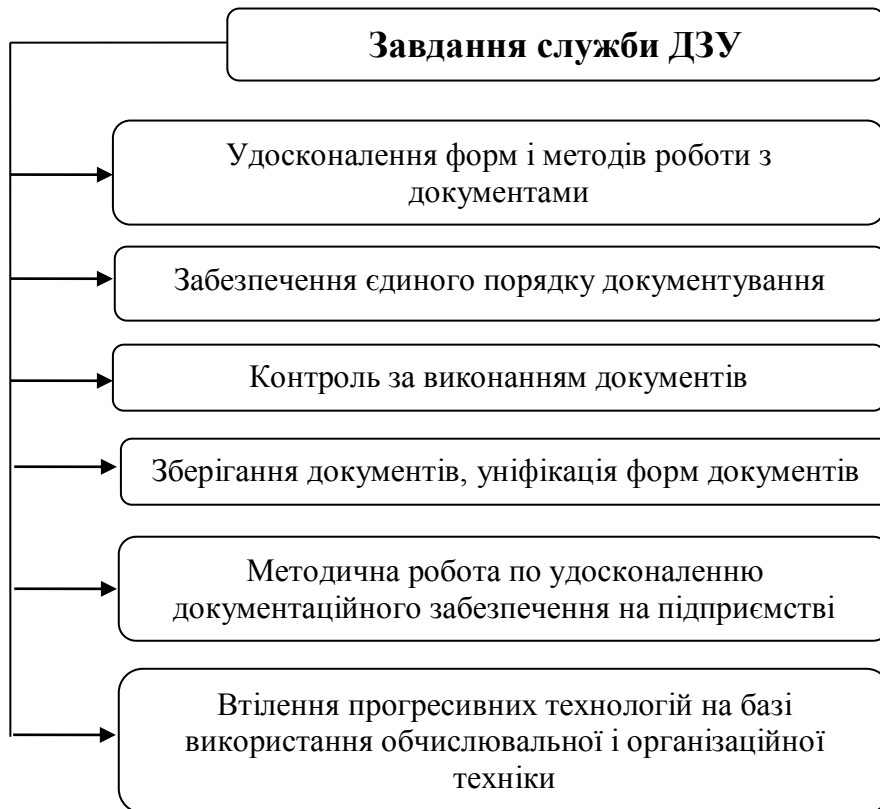 Завдання служби ДЗУ
Удосконалення форм і методів роботи з
документами
Забезпечення єдиного порядку документування
Контроль за виконанням документів
Зберігання документів, уніфікація форм документів
Методична робота по удосконаленню
документаційного забезпечення на підприємстві
Втілення прогресивних технологій на базі
використання обчислювальної і організаційної
техніки